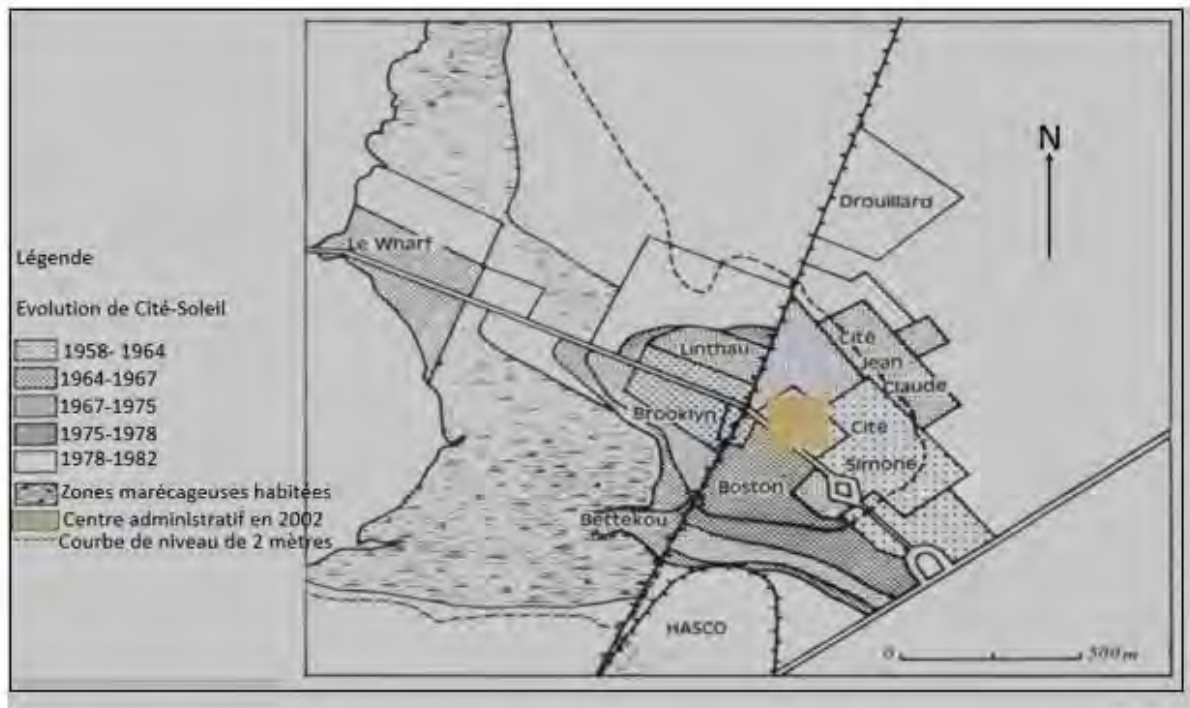 Légende
Evolution de Cité-Soleil
1958- 1964
1964-1967
1967-1975
1975-1978
1978-1982
Zones marécageuses habitées
Centre administratif en 2002
Courbe de niveau de 2 mètres
N
Drouillard
Le Wharf
Linthau
Cité
Jean
Claude
Brooklyn
Cité
Simone
Boston
Bettekou
HASCO
0 500 m